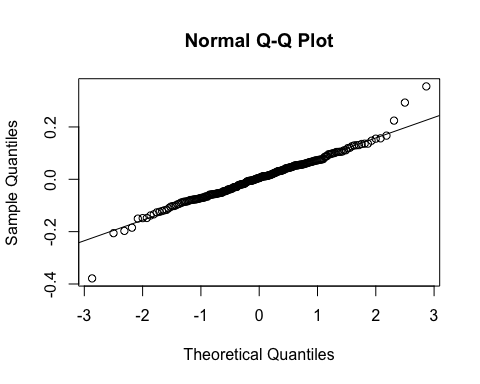 Normal Q-Q Plot
Sample Quantiles
0.2
0.0
-0.2
-0.4
-3 -2 -1 0 1 2 3
Theoretical Quantiles